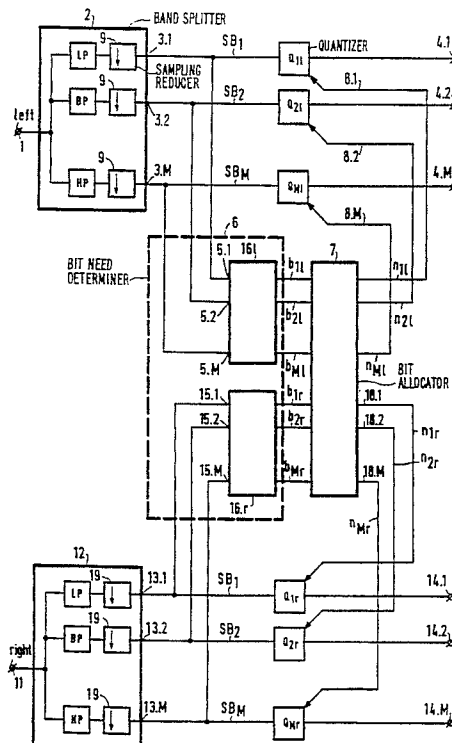 2
BAND SPLITTER
LP
9
3.1
SAMPLING REDUCER
SB1
QUANTIZER
Q1l
4.1
8.1
left
1
BP
9
3.2
SB2
Q2l
4.2
8.2
HP
9
3.M
SBM
QMl
4.M
8.M
6
BIT NEED DETERMINER
16l
7
5.1
b1l
n1l
5.2
b2l
n2l
5.M
bMl
nMl
BIT ALLOCATOR
15.1
b1r
18.1
n1r
15.2
b2r
18.2
n2r
15.M
bMr
18.M
16.r
nMr
12
LP
19
13.1
SB1
Q1r
14.1
right
11
BP
19
13.2
SB2
Q2r
14.2
HP
19
13.M
SBM
QMr
14.M